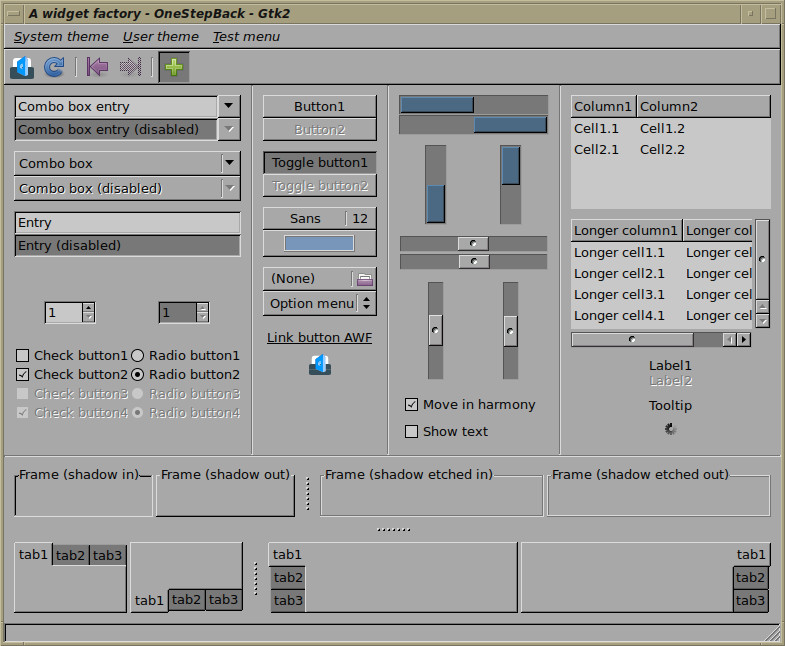 A widget factory - OneStepBack - Gtk2
System theme User theme Test menu
Combo box entry
Combo box entry (disabled)
Combo box
Combo box (disabled)
Entry
Entry (disabled)
1 1
Check button1 Radio button1
Check button2 Radio button2
Check button3 Radio button3
Check button4 Radio button4
Button1
Button2
Toggle button1
Toggle button2
Sans 12
(None)
Option menu
Link button AWF
Move in harmony
Show text
Column1 Column2
Cell1.1 Cell1.2
Cell2.1 Cell2.2
Longer column1 Longer col
Longer cell1.1 Longer cel
Longer cell2.1 Longer cel
Longer cell3.1 Longer cel
Longer cell4.1 Longer cel
Label1
Label2
Tooltip
Frame (shadow in) Frame (shadow out) Frame (shadow etched in) Frame (shadow etched out)
tab1 tab2 tab3
tab1 tab2 tab3
tab1
tab2
tab3
tab1
tab2
tab3